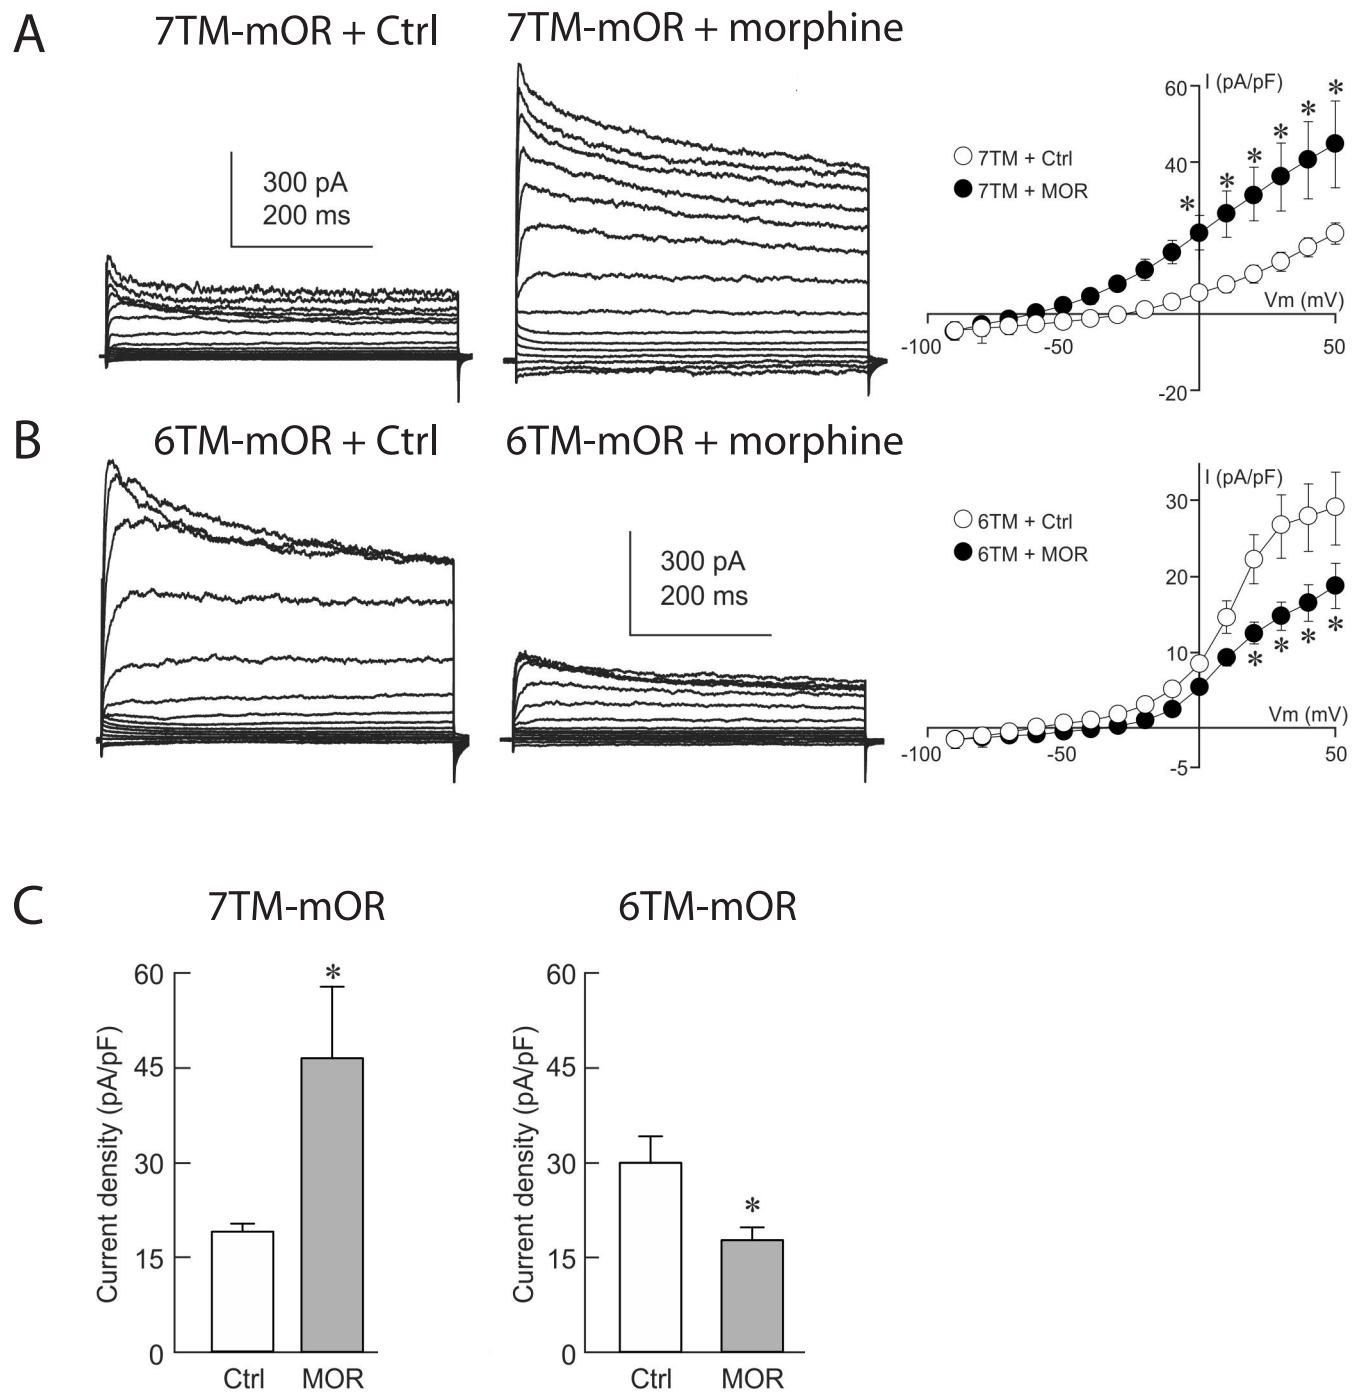 A
7TM-mOR + Ctrl
7TM-mOR + morphine
300 pA
200 ms
I (pA/pF)
60
40
7TM + Ctrl
7TM + MOR
* * * * * *
Vm (mV)
-100
-50
50
-20
B
6TM-mOR + Ctrl
6TM-mOR + morphine
300 pA
200 ms
I (pA/pF)
30
20
10
6TM + Ctrl
6TM + MOR
* * * *
Vm (mV)
-100
-50
50
-5
C
7TM-mOR
6TM-mOR
Current density (pA/pF)
60
45
30
15
0
*
Ctrl
MOR
Current density (pA/pF)
60
45
30
15
0
*
Ctrl
MOR